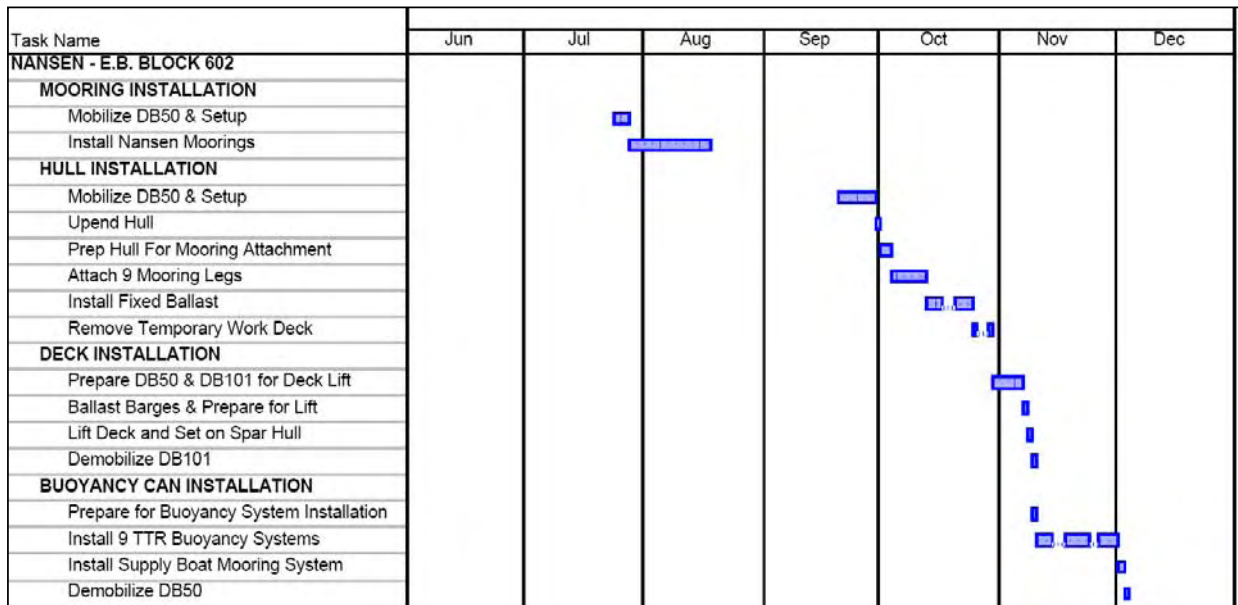 Task Name Jun Jul Aug Sep Oct Nov Dec
NANSEN - E.B. BLOCK 602
MOORING INSTALLATION
Mobilize DB50 & Setup
Install Nansen Moorings
HULL INSTALLATION
Mobilize DB50 & Setup
Upend Hull
Prep Hull For Mooring Attachment
Attach 9 Mooring Legs
Install Fixed Ballast
Remove Temporary Work Deck
DECK INSTALLATION
Prepare DB50 & DB101 for Deck Lift
Ballast Barges & Prepare for Lift
Lift Deck and Set on Spar Hull
Demobilize DB101
BUOYANCY CAN INSTALLATION
Prepare for Buoyancy System Installation
Install 9 TTR Buoyancy Systems
Install Supply Boat Mooring System
Demobilize DB50